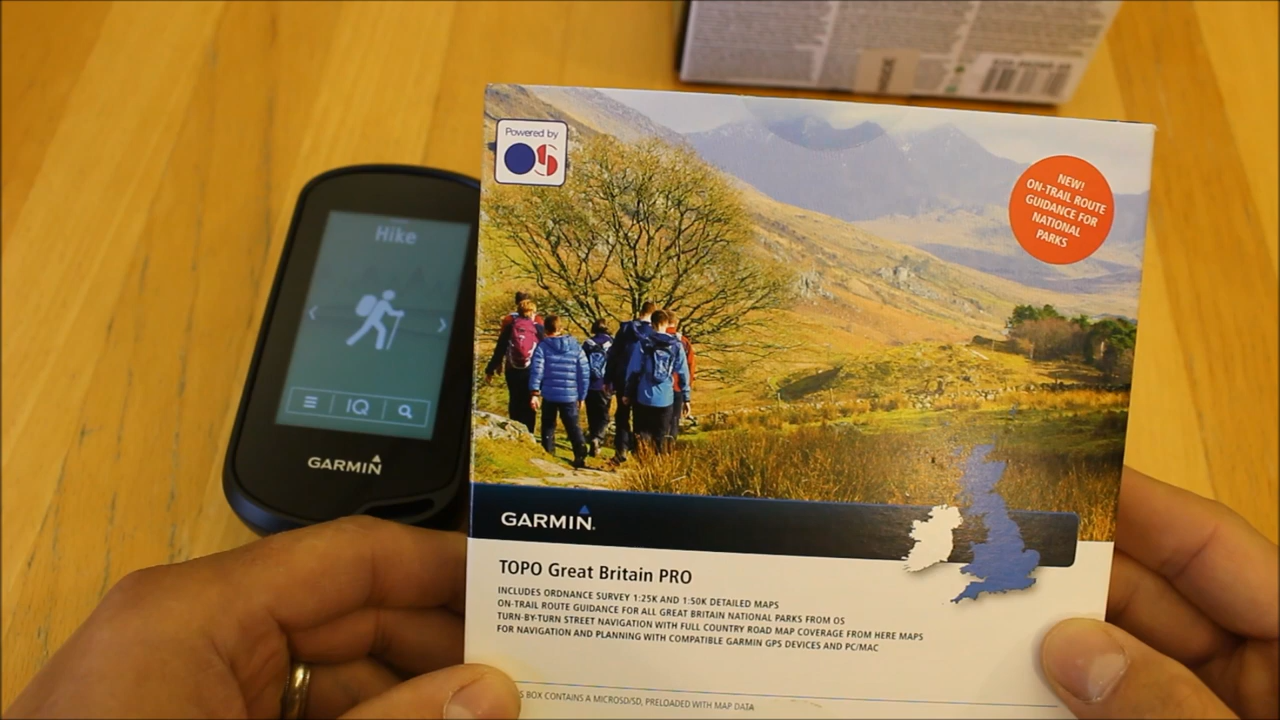 Powered by
OS
NEW!
ON-TRAIL ROUTE
GUIDANCE FOR
NATIONAL
PARKS
Hike
IQ
GARMIN
GARMIN
TOPO Great Britain PRO
INCLUDES ORDNANCE SURVEY 1:25K AND 1:50K DETAILED MAPS
ON-TRAIL ROUTE GUIDANCE FOR ALL GREAT BRITAIN NATIONAL PARKS FROM OS
TURN-BY-TURN STREET NAVIGATION WITH FULL COUNTRY ROAD MAP COVERAGE FROM HERE MAPS
FOR NAVIGATION AND PLANNING WITH COMPATIBLE GARMIN GPS DEVICES AND PC/MAC
BOX CONTAINS A MICROSD/SD, PRELOADED WITH MAP DATA